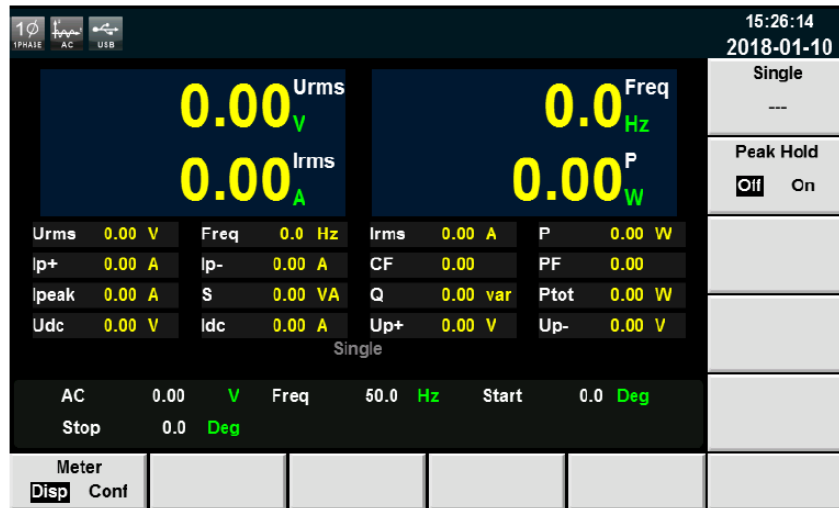 1Ø 15:26:14
1PHASE AC USB 2018-01-10
Single
---
0.00 Urms V 0.0 Freq Hz
Peak Hold
Off On
0.00 Irms A 0.00 P W
Urms 0.00 V Freq 0.0 Hz Irms 0.00 A P 0.00 W
Ip+ 0.00 A Ip- 0.00 A CF 0.00 PF 0.00
Ipeak 0.00 A S 0.00 VA Q 0.00 var Ptot 0.00 W
Udc 0.00 V Idc 0.00 A Up+ 0.00 V Up- 0.00 V
Single
AC 0.00 V Freq 50.0 Hz Start 0.0 Deg
Stop 0.0 Deg
Meter
Disp Conf